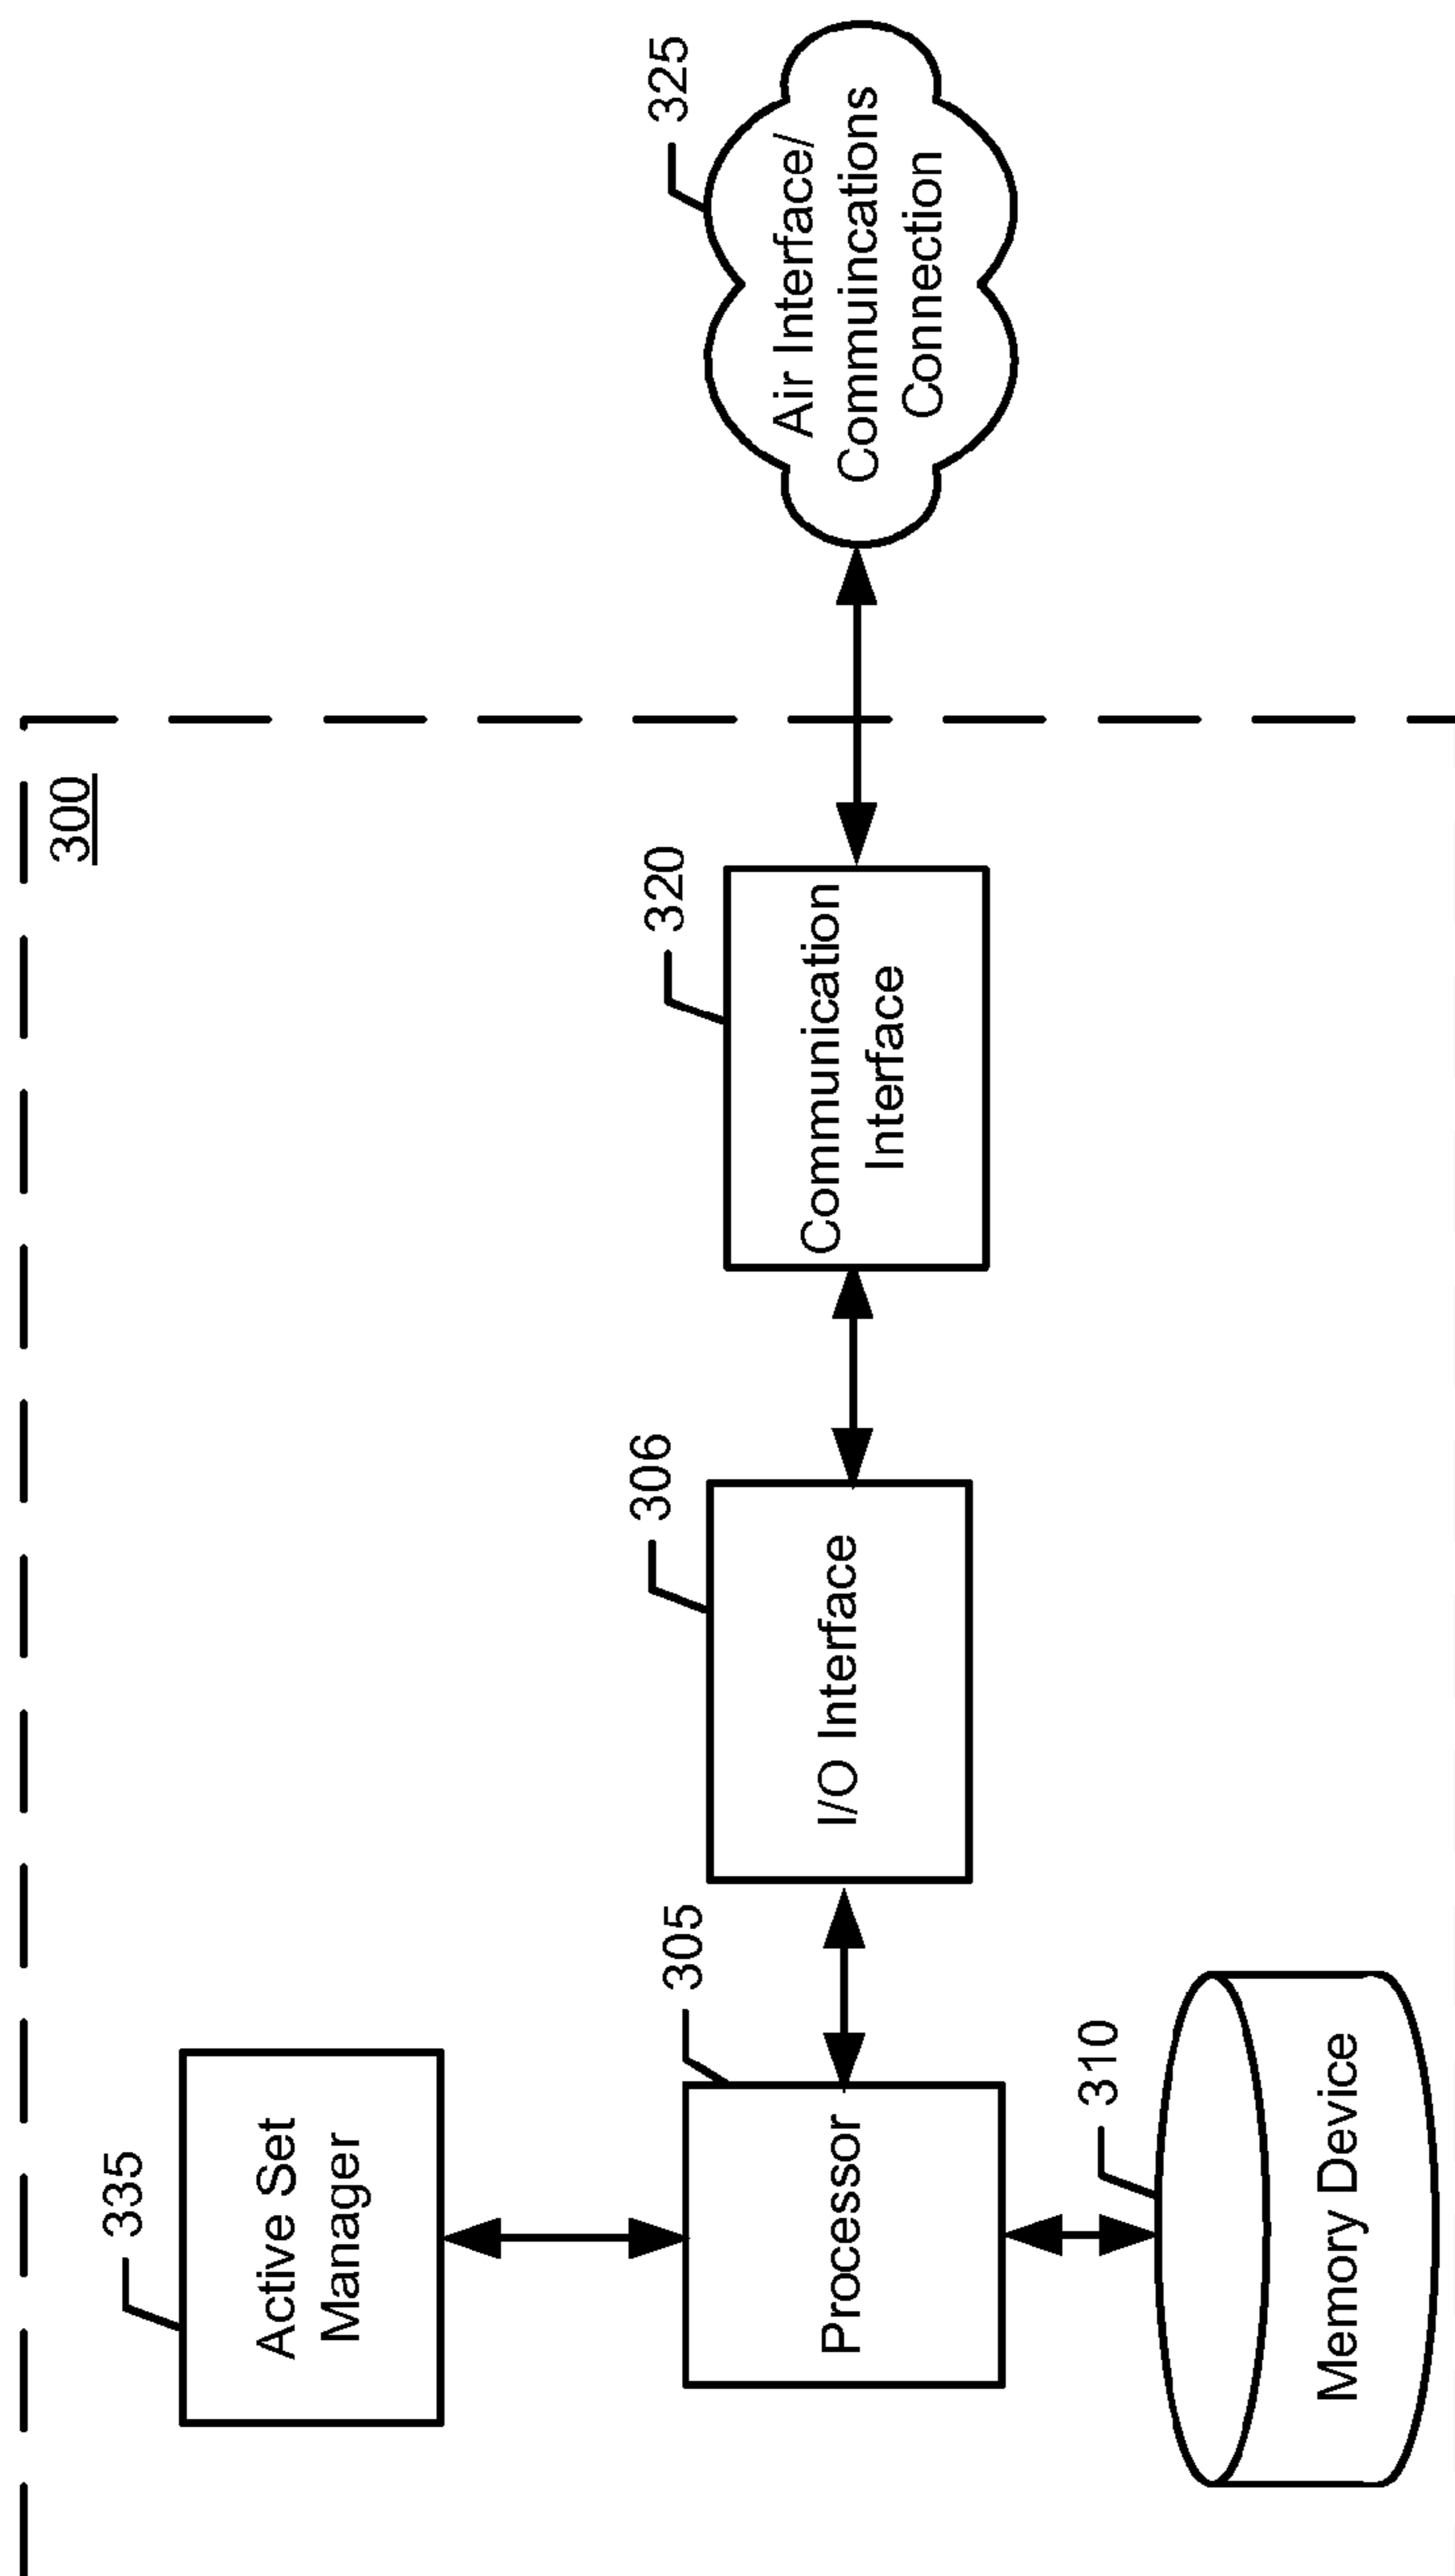 300
335
Active Set
Manager
305
Processor
310
Memory Device
306
I/O Interface
320
Communication
Interface
325
Air Interface/
Commuincations
Connection